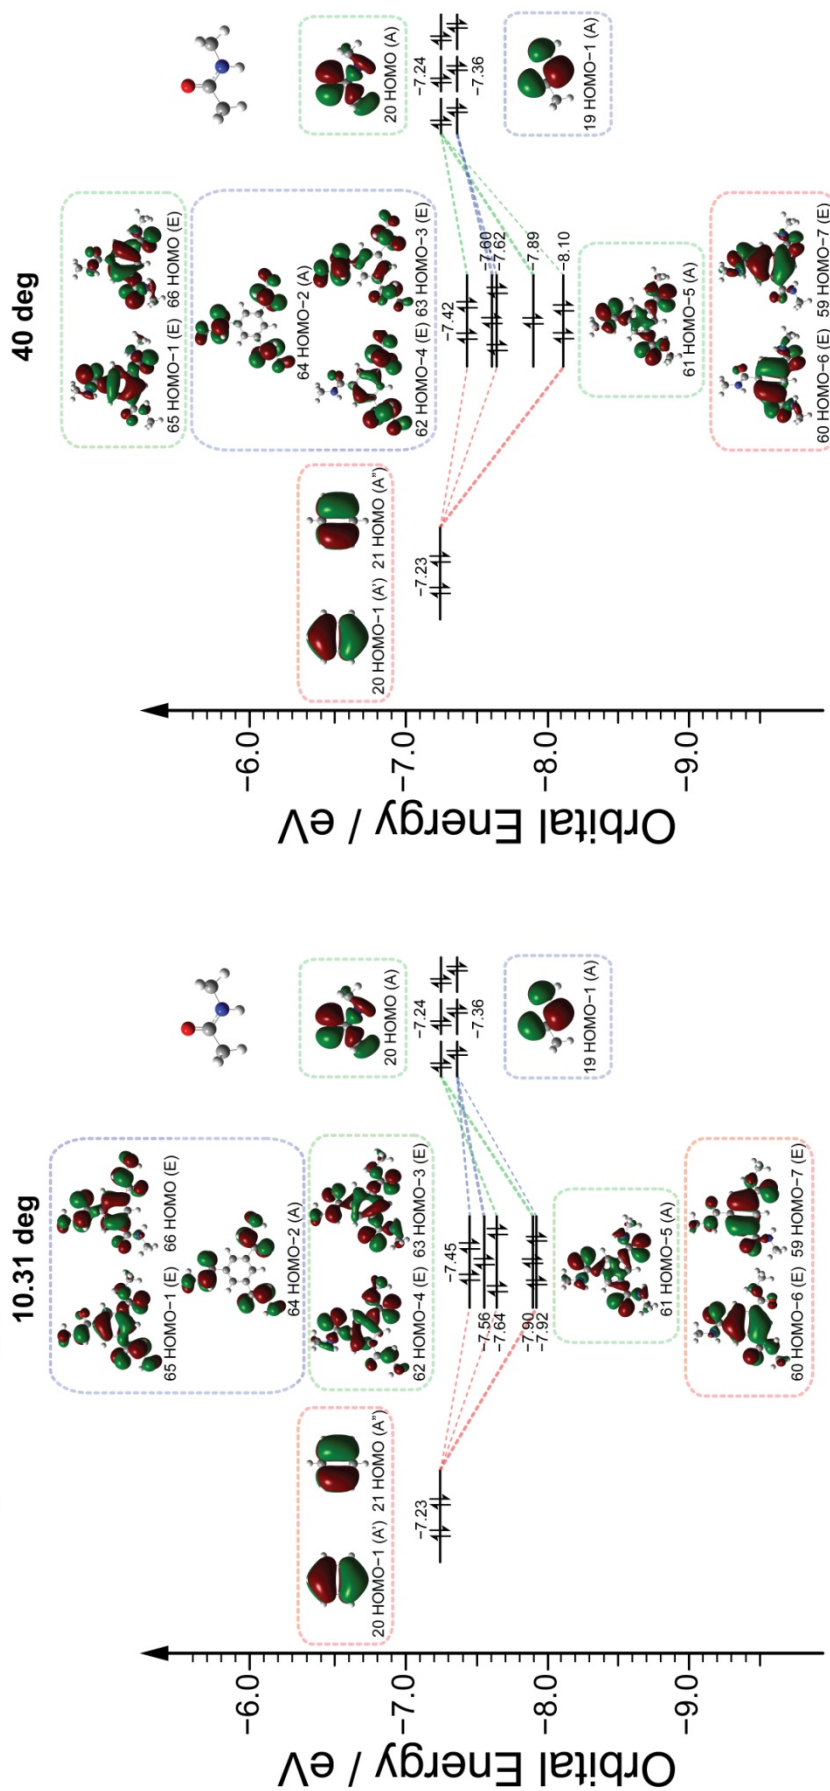 10.31 deg
Orbital Energy / eV
−6.0
−7.0
−8.0
−9.0
20 HOMO−1 (A') 21 HOMO (A")
−7.23
65 HOMO−1 (E) 66 HOMO (E)
64 HOMO−2 (A)
62 HOMO−4 (E) 63 HOMO−3 (E)
−7.45
−7.56
−7.64
−7.90
−7.92
61 HOMO−5 (A)
60 HOMO−6 (E) 59 HOMO−7 (E)
20 HOMO (A)
−7.24
−7.36
19 HOMO−1 (A)
40 deg
Orbital Energy / eV
−6.0
−7.0
−8.0
−9.0
20 HOMO−1 (A') 21 HOMO (A")
−7.23
65 HOMO−1 (E) 66 HOMO (E)
64 HOMO−2 (A)
62 HOMO−4 (E) 63 HOMO−3 (E)
−7.42
−7.60
−7.62
−7.89
−8.10
61 HOMO−5 (A)
60 HOMO−6 (E) 59 HOMO−7 (E)
20 HOMO (A)
−7.24
−7.36
19 HOMO−1 (A)